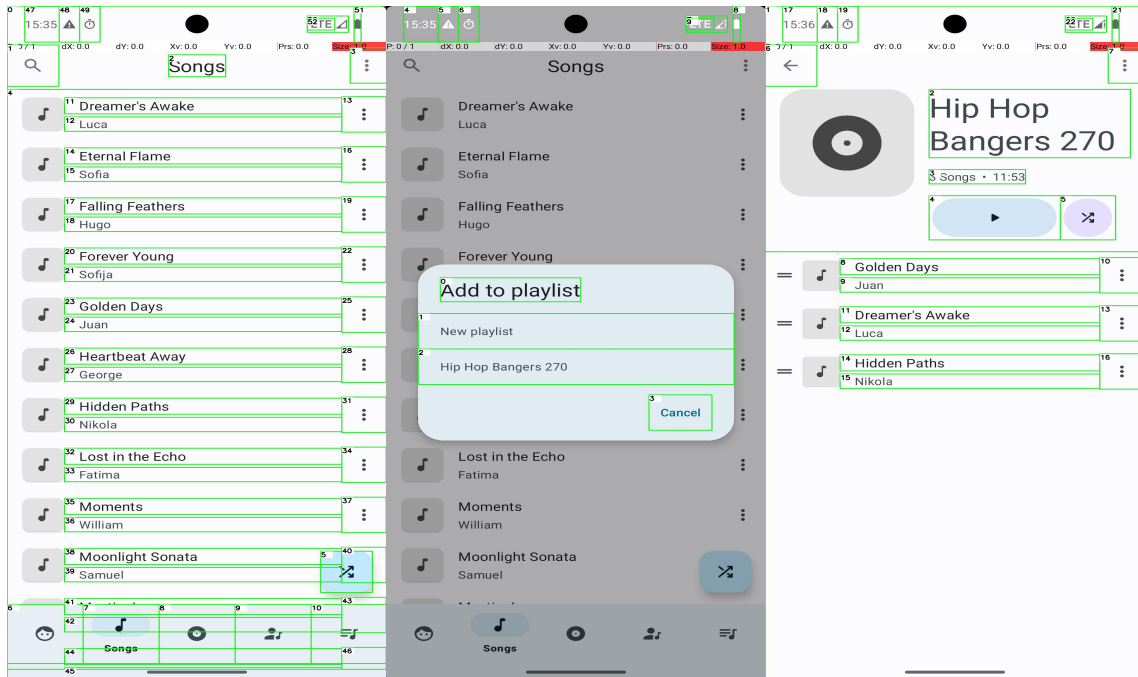 15:35
LTE
0/1 dX: 0.0 dY: 0.0 Xv: 0.0 Yv: 0.0 Prs: 0.0 Size: 1.0
Songs
Dreamer's Awake
Luca
Eternal Flame
Sofia
Falling Feathers
Hugo
Forever Young
Sofija
Golden Days
Juan
Heartbeat Away
George
Hidden Paths
Nikola
Lost in the Echo
Fatima
Moments
William
Moonlight Sonata
Samuel
Songs
15:35
LTE
P: 0 / 1 dX: 0.0 dY: 0.0 Xv: 0.0 Yv: 0.0 Prs: 0.0 Size: 1.0
Songs
Dreamer's Awake
Luca
Eternal Flame
Sofia
Falling Feathers
Hugo
Forever Young
Add to playlist
New playlist
Hip Hop Bangers 270
Cancel
Lost in the Echo
Fatima
Moments
William
Moonlight Sonata
Samuel
Songs
15:36
LTE
0/1 dX: 0.0 dY: 0.0 Xv: 0.0 Yv: 0.0 Prs: 0.0 Size: 1.0
Hip Hop
Bangers 270
3 Songs • 11:53
Golden Days
Juan
Dreamer's Awake
Luca
Hidden Paths
Nikola